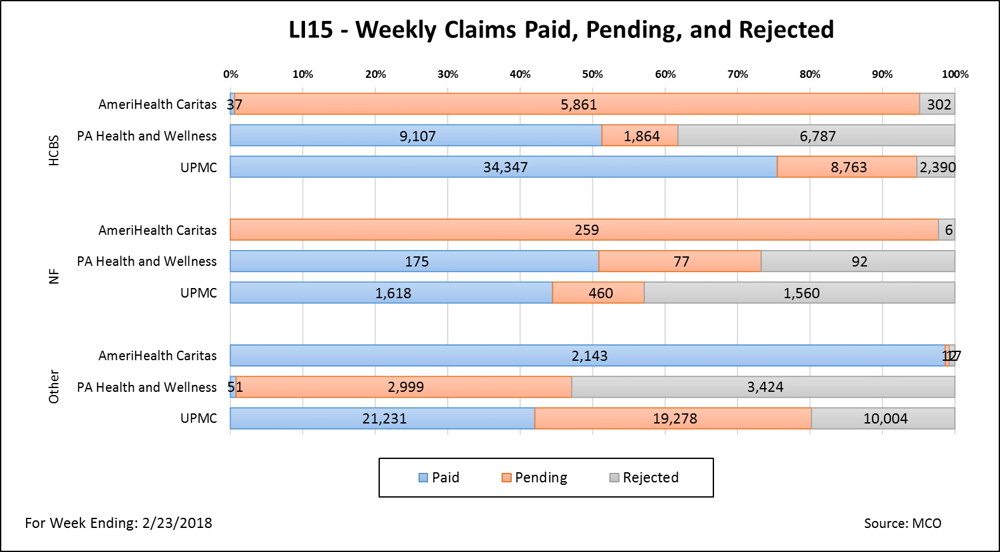 LI15 - Weekly Claims Paid, Pending, and Rejected
0% 10% 20% 30% 40% 50% 60% 70% 80% 90% 100%
HCBS
AmeriHealth Caritas 37 5,861 302
PA Health and Wellness 9,107 1,864 6,787
UPMC 34,347 8,763 2,390
NF
AmeriHealth Caritas 259 6
PA Health and Wellness 175 77 92
UPMC 1,618 460 1,560
Other
AmeriHealth Caritas 2,143 12 17
PA Health and Wellness 51 2,999 3,424
UPMC 21,231 19,278 10,004
Paid Pending Rejected
For Week Ending: 2/23/2018 Source: MCO